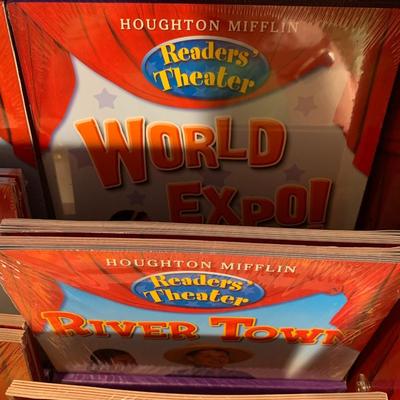 HOUGHTON MIFFLIN
Readers'
Theater
WORLD
EXPO!
HOUGHTON MIFFLIN
Readers'
Theater
RIVER TOWN